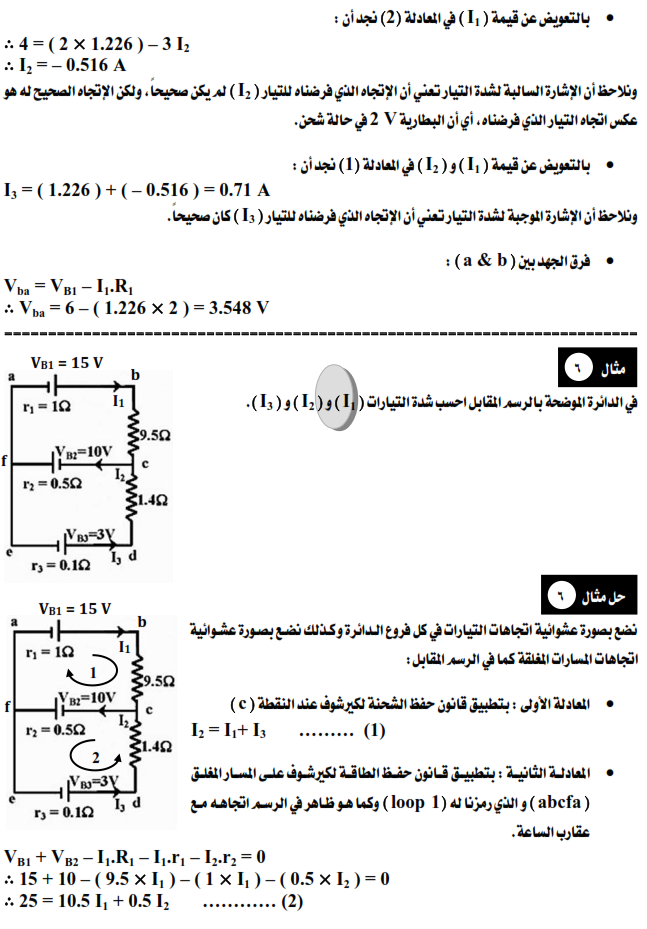 • بالتعويض عن قيمة ( I₁ ) في المعادلة (2) نجد أن :
∴ 4 = ( 2 × 1.226 ) – 3 I₂
∴ I₂ = – 0.516 A
ونلاحظ أن الإشارة السالبة لشدة التيار تعني أن الإتجاه الذي فرضناه للتيار ( I₂ ) لم يكن صحيحاً ، ولكن الإتجاه الصحيح له هو
عكس اتجاه التيار الذي فرضناه ، أي أن البطارية 2 V في حالة شحن.
• بالتعويض عن قيمة ( I₁ ) و ( I₂ ) في المعادلة (1) نجد أن :
I₃ = ( 1.226 ) + ( – 0.516 ) = 0.71 A
ونلاحظ أن الإشارة الموجبة لشدة التيار تعني أن الإتجاه الذي فرضناه للتيار ( I₃ ) كان صحيحاً.
• فرق الجهد بين ( a & b ) :
V_ba = V_B1 – I₁.R₁
∴ V_ba = 6 – ( 1.226 × 2 ) = 3.548 V
مثال ٦
في الدائرة الموضحة بالرسم المقابل احسب شدة التيارات ( I₁ ) و ( I₂ ) و ( I₃ ).
V_B1 = 15 V
a b
r₁ = 1Ω I₁
9.5Ω
V_B2=10V
f c
I₂
r₂ = 0.5Ω
1.4Ω
V_B3=3V
e I₃ d
r₃ = 0.1Ω
حل مثال ٦
نضع بصورة عشوائية اتجاهات التيارات في كل فروع الدائرة وكذلك نضع بصورة عشوائية
اتجاهات المسارات المغلقة كما في الرسم المقابل :
V_B1 = 15 V
a b
r₁ = 1Ω I₁
1
9.5Ω
V_B2=10V
f c
I₂
r₂ = 0.5Ω
2
1.4Ω
V_B3=3V
e I₃ d
r₃ = 0.1Ω
• المعادلة الأولى : بتطبيق قانون حفظ الشحنة لكيرشوف عند النقطة ( c )
I₂ = I₁+ I₃ ......... (1)
• المعادلة الثانية : بتطبيق قانون حفظ الطاقة لكيرشوف على المسار المغلق
( abcfa ) و الذي رمزنا له ( loop 1 ) وكما هو ظاهر في الرسم اتجاهه مع
عقارب الساعة .
V_B1 + V_B2 – I₁.R₁ – I₁.r₁ – I₂.r₂ = 0
∴ 15 + 10 – ( 9.5 × I₁ ) – ( 1 × I₁ ) – ( 0.5 × I₂ ) = 0
∴ 25 = 10.5 I₁ + 0.5 I₂ ............ (2)